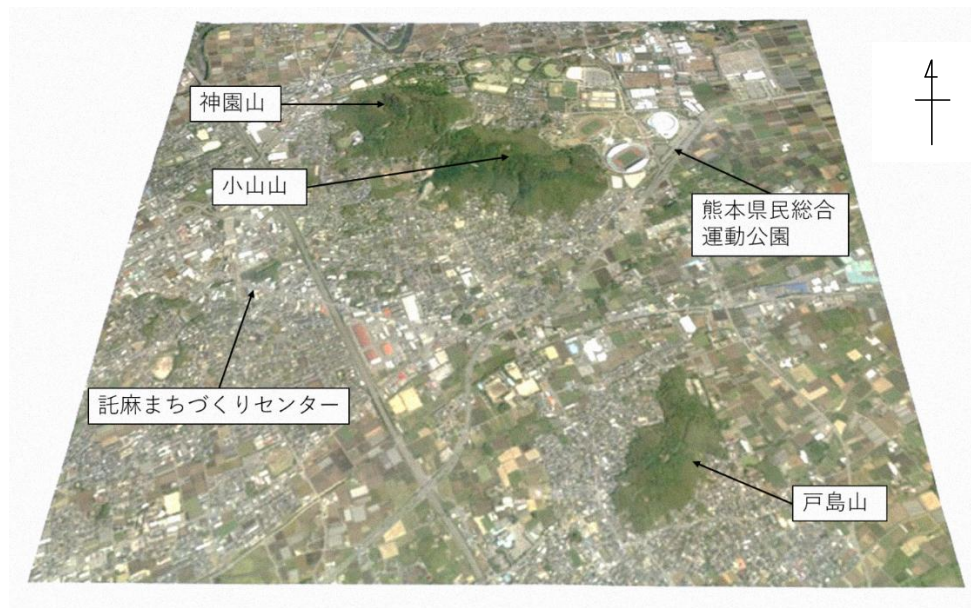 神園山
小山山
熊本県民総合
運動公園
託麻まちづくりセンター
戸島山